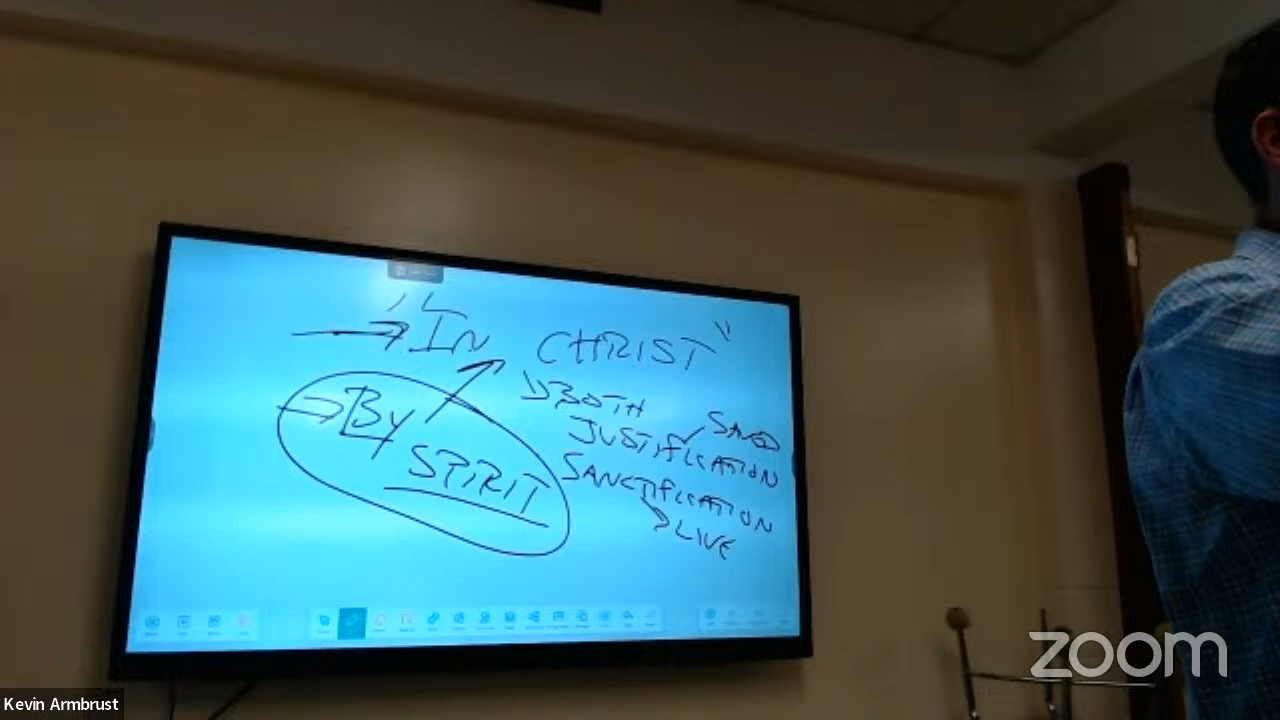 "IN CHRIST"
BOTH
SAVED
JUSTIFICATION
SANCTIFICATION
LIVE
By
SPIRIT
zoom
Kevin Armbrust